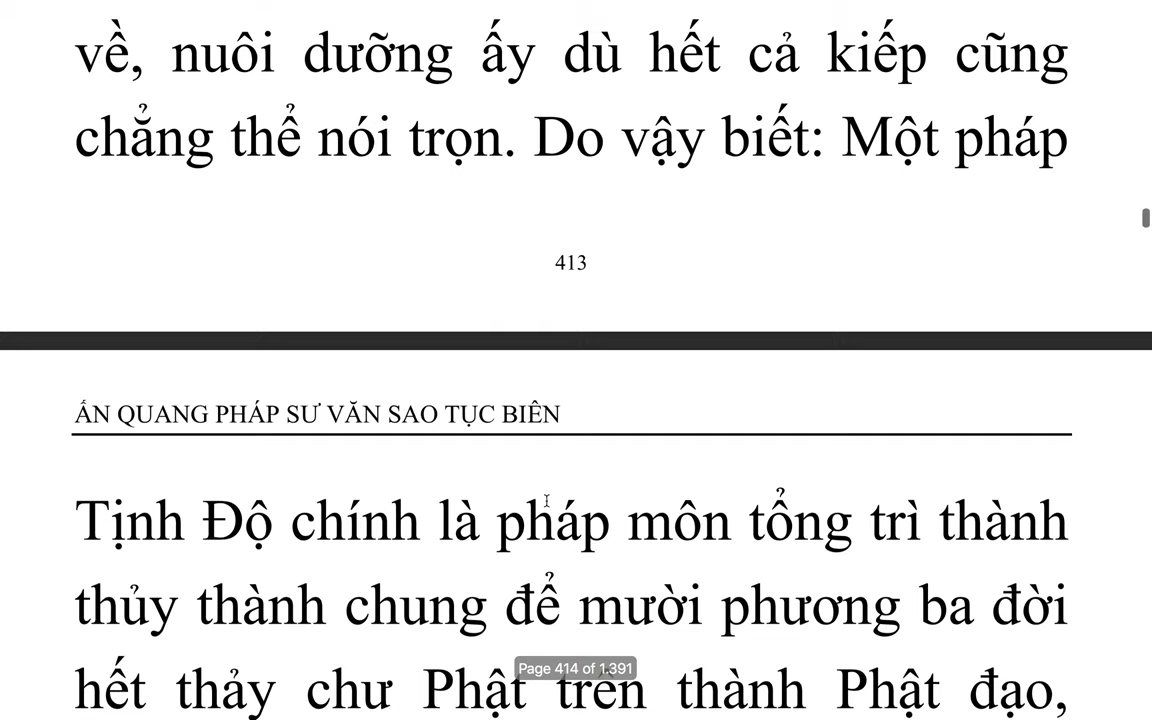 về, nuôi dưỡng ấy dù hết cả kiếp cũng
chẳng thể nói trọn. Do vậy biết: Một pháp
413
ẤN QUANG PHÁP SƯ VĂN SAO TỤC BIÊN
Tịnh Độ chính là pháp môn tổng trì thành
thủy thành chung để mười phương ba đời
hết thảy chư Phật trên thành Phật đạo,
Page 414 of 1.391